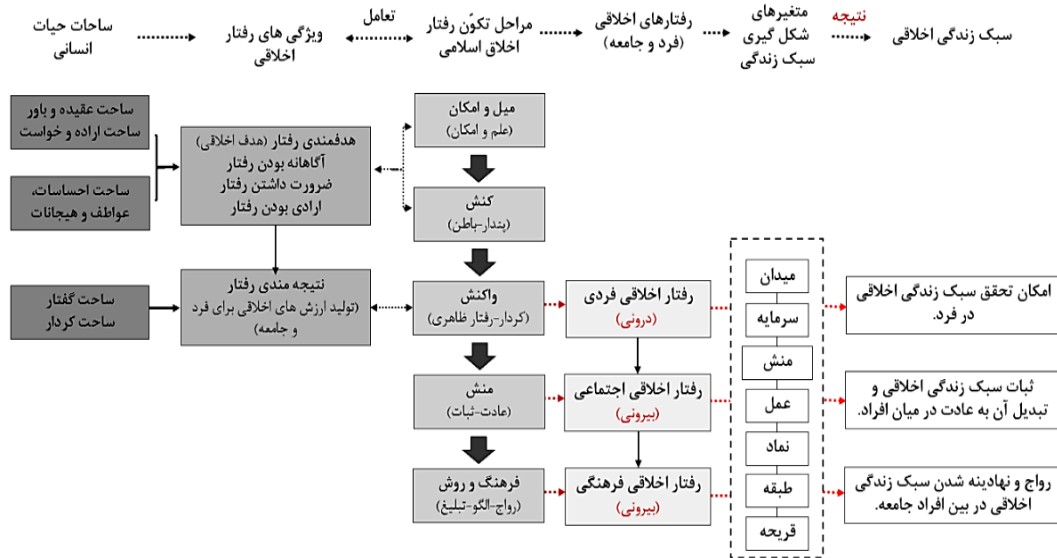 ساحات حیات
انسانی
ویژگی های رفتار
اخلاقی
تعامل
مراحل تکوّن رفتار
اخلاق اسلامی
رفتارهای اخلاقی
(فرد و جامعه)
متغیرهای
شکل گیری
سبک زندگی
نتیجه
سبک زندگی اخلاقی
ساحت عقیده و باور
ساحت اراده و خواست
ساحت احساسات،
عواطف و هیجانات
ساحت گفتار
ساحت کردار
هدفمندی رفتار (هدف اخلاقی)
آگاهانه بودن رفتار
ضرورت داشتن رفتار
ارادی بودن رفتار
نتیجه مندی رفتار
(تولید ارزش های اخلاقی برای فرد
و جامعه)
میل و امکان
(علم و امکان)
کنش
(پندار-باطن)
واکنش
(کردار-رفتار ظاهری)
منش
(عادت-ثبات)
فرهنگ و روش
(رواج-الگو-تبلیغ)
رفتار اخلاقی فردی
(درونی)
رفتار اخلاقی اجتماعی
(بیرونی)
رفتار اخلاقی فرهنگی
(بیرونی)
میدان
سرمایه
منش
عمل
نماد
طبقه
قریحه
امکان تحقق سبک زندگی اخلاقی
در فرد.
ثبات سبک زندگی اخلاقی و
تبدیل آن به عادت در میان افراد.
رواج و نهادینه شدن سبک زندگی
اخلاقی در بین افراد جامعه.